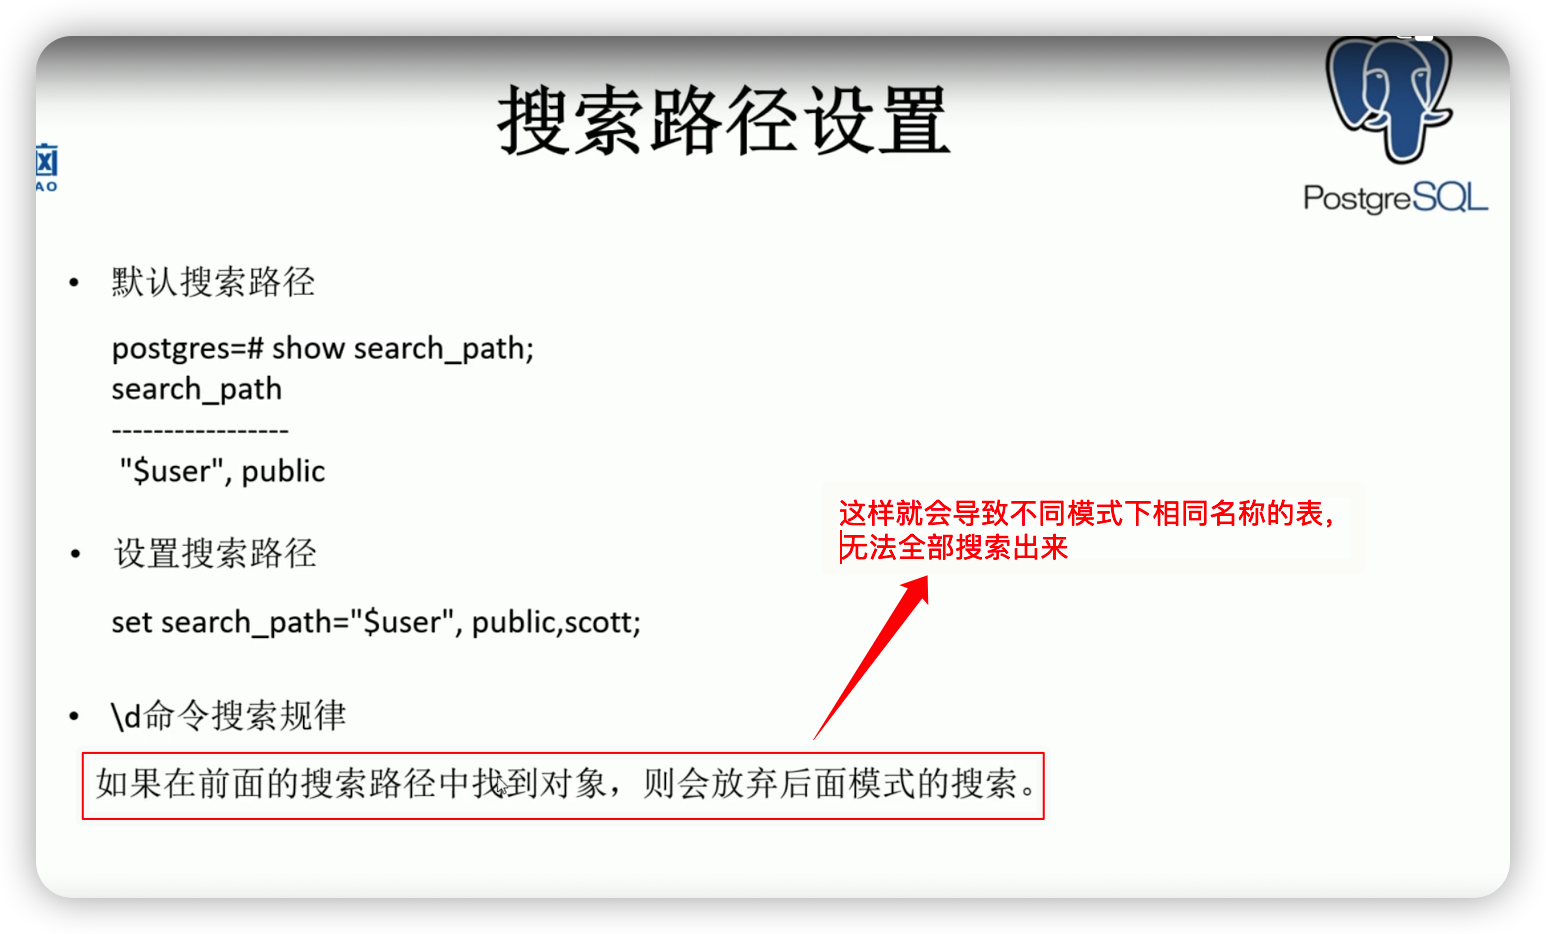 搜索路径设置
AO
PostgreSQL
• 默认搜索路径
postgres=# show search_path;
search_path
-----------------
"$user", public
这样就会导致不同模式下相同名称的表，
无法全部搜索出来
• 设置搜索路径
set search_path="$user", public,scott;
• \d命令搜索规律
如果在前面的搜索路径中找到对象，则会放弃后面模式的搜索。